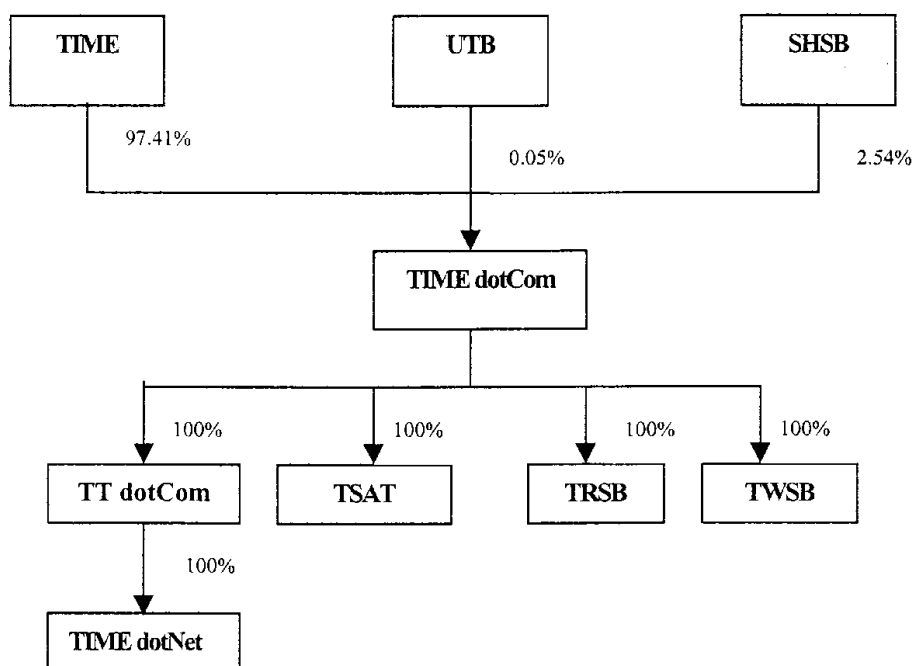 TIME
UTB
SHSB
97.41%
0.05%
2.54%
TIME dotCom
100%
100%
100%
100%
TT dotCom
TSAT
TRSB
TWSB
100%
TIME dotNet